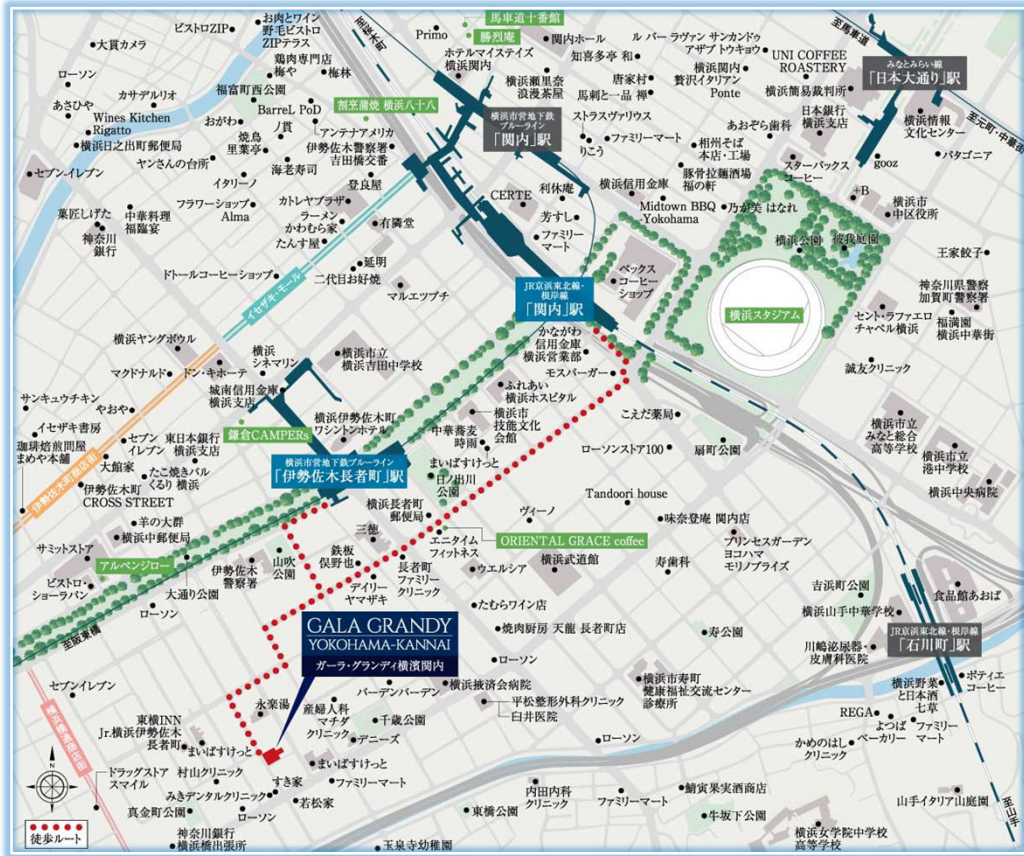 ビストロZIP
お肉とワイン
野毛ビストロ
ZIPテラス
至桜木町
Primo
馬車道十番館
勝烈庵
関内ホール
ル バー ラヴァン サンカンドゥ
アザブ トウキョウ
至馬車道
大貫カメラ
鶏肉専門店
梅や
梅林
ホテルマイステイズ
横浜関内
知喜多亭 和
UNI COFFEE
ROASTERY
みなとみらい線
「日本大通り」駅
ローソン
カサデルリオ
福富町西公園
横浜瀬里奈
浪漫茶屋
唐家村
横浜関内
贅沢イタリアン
Ponte
横浜簡易裁判所
あさひや
Wines Kitchen
Rigatto
BarreL PoD
ノ貫
割烹蒲焼 横浜八十八
馬刺と一品 禅
日本銀行
横浜支店
横浜情報
文化センター
至元町・中華街
おがわ
アンテナアメリカ
横浜市営地下鉄
ブルーライン
「関内」駅
ストラスヴァリウス
あおぞら歯科
横浜日之出町郵便局
焼鳥
里葉亭
伊勢佐木警察署
吉田橋交番
りこう
ファミリーマート
相州そば
本店・工場
パタゴニア
ヤンさんの台所
海老寿司
スターバックス
コーヒー
gooz
セブン-イレブン
イタリーノ
登良屋
豚骨拉麺酒場
福の軒
フラワーショップ
Alma
カトレヤプラザ
CERTE
利休庵
横浜信用金庫
Midtown BBQ
-Yokohama
乃が美 はなれ
+B
横浜市
中区役所
菓匠しげた
中華料理
福臨宴
ラーメン
かわむら家
有隣堂
芳すし
神奈川
銀行
たんす屋
ファミリー
マート
横浜公園
彼我庭園
王家餃子
ドトールコーヒーショップ
延明
二代目お好焼
マルエツプチ
JR京浜東北線・
根岸線
「関内」駅
ベックス
コーヒー
ショップ
神奈川県警察
加賀町警察署
イセザキ・モール
横浜スタジアム
セント・ラファエロ
チャペル横浜
福満園
横浜中華街
横浜ヤングボウル
横浜
シネマリン
横浜市立
横浜吉田中学校
かながわ
信用金庫
横浜営業部
マクドナルド
ドン・キホーテ
モスバーガー
誠友クリニック
サンキュウチキン
城南信用金庫
横浜支店
ふれあい
横浜ホスピタル
やおや
イセザキ書房
横浜伊勢佐木町
ワシントンホテル
横浜市
技能文化
会館
こえだ薬局
横浜市立
みなと総合
高等学校
珈琲焙煎問屋
まめや本舗
セブン
イレブン
東日本銀行
横浜支店
鎌倉CAMPERs
中華蕎麦
時雨
ローソンストア100
扇町公園
横浜市立
港中学校
大館家
たこ焼きバル
くるり 横浜
横浜市営地下鉄ブルーライン
「伊勢佐木長者町」駅
まいばすけっと
日ノ出川
公園
伊勢佐木町商店街
伊勢佐木町
CROSS STREET
横浜中央病院
横浜長者町
郵便局
Tandoori house
羊の大群
ヴィーノ
横浜中郵便局
三徳
エニタイム
フィットネス
ORIENTAL GRACE coffee
味奈登庵 関内店
プリンセスガーデン
ヨコハマ
モリノブライズ
サミットストア
アルペンジロー
山吹
公園
鉄板
俣野也
横浜武道館
伊勢佐木
警察署
長者町
ファミリー
クリニック
ウエルシア
寿歯科
ビストロ・
ショーラパン
大通り公園
デイリー
ヤマザキ
吉浜町公園
食品館あおば
ローソン
たむらワイン店
横浜山手中華学校
至阪東橋
GALA GRANDY
YOKOHAMA-KANNAI
ガーラ・グランディ横濱関内
焼肉厨房 天龍 長者町店
寿公園
JR京浜東北線・根岸線
「石川町」駅
川嶋泌尿器・
皮膚科医院
ローソン
セブンイレブン
バーデンバーデン
横浜掖済会病院
横浜市寿町
健康福祉交流センター
診療所
横浜野菜
と日本酒
七草
ボティエ
コーヒー
永楽湯
産婦人科
マチダ
クリニック
千歳公園
平松整形外科クリニック
臼井医院
横浜橋通商店街
東横INN
Jr.横浜伊勢佐木
長者町
REGA
よつば
ベーカリー
ファミリー
マート
まいばすけっと
デニーズ
ローソン
かめのはし
クリニック
ドラッグストア
スマイル
村山クリニック
まいばすけっと
ファミリーマート
N
みきデンタルクリニック
すき家
内田内科
クリニック
ファミリーマート
鯖寅果実酒商店
山手イタリア山庭園
真金町公園
ローソン
若松家
東橋公園
牛坂下公園
徒歩ルート
神奈川銀行
横浜橋出張所
玉泉寺幼稚園
横浜女学院中学校
高等学校
至山手